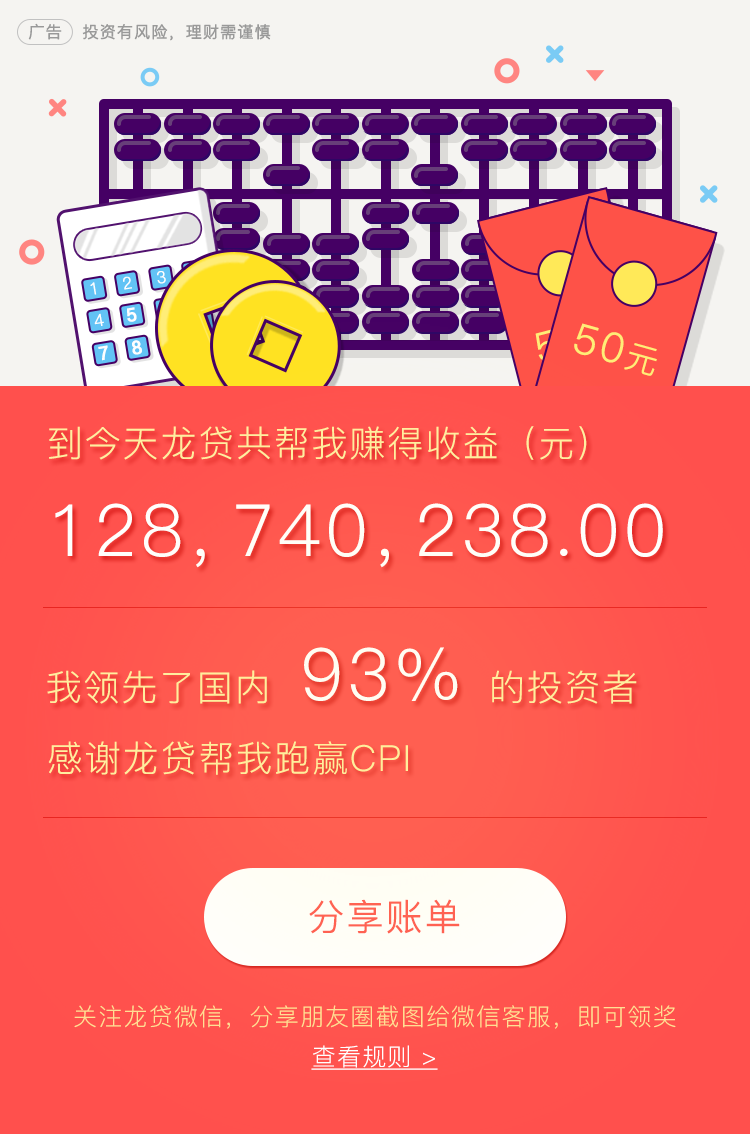 广告 投资有风险，理财需谨慎
1 2 3
4 5
7 8
50元
到今天龙贷共帮我赚得收益（元）
128,740,238.00
我领先了国内 93% 的投资者
感谢龙贷帮我跑赢CPI
分享账单
关注龙贷微信，分享朋友圈截图给微信客服，即可领奖
查看规则 >